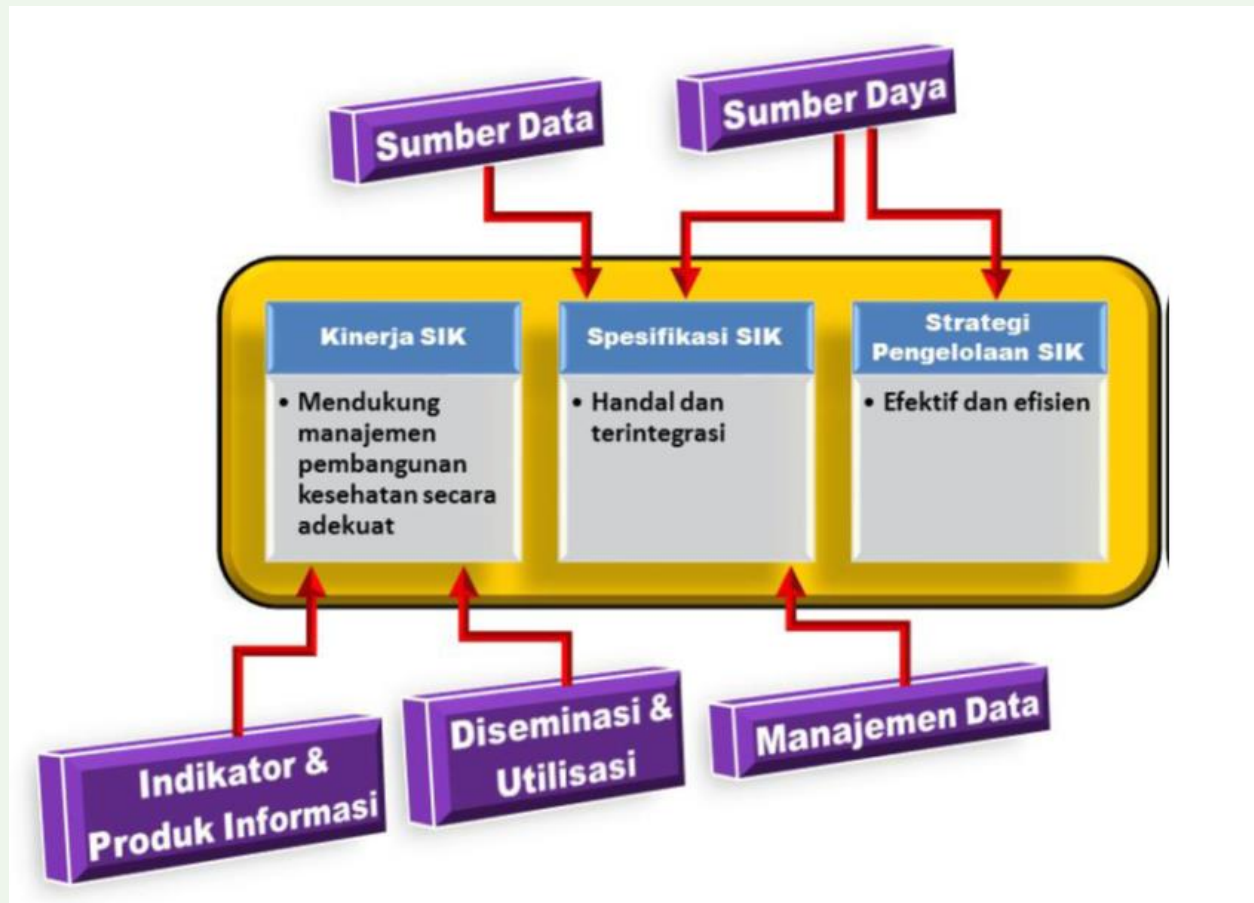 Sumber Data
Sumber Daya
Kinerja SIK
• Mendukung
manajemen
pembangunan
kesehatan secara
adekuat
Spesifikasi SIK
• Handal dan
terintegrasi
Strategi
Pengelolaan SIK
• Efektif dan efisien
Indikator &
Produk Informasi
Diseminasi &
Utilisasi
Manajemen Data